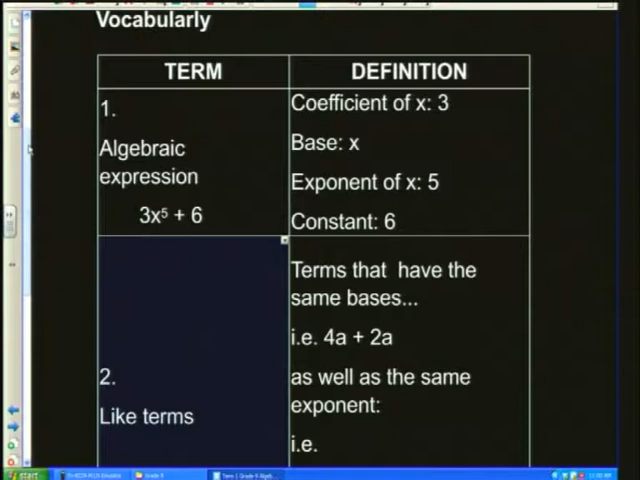 Vocabularly
TERM
DEFINITION
1.
Algebraic
expression
3x⁵ + 6
Coefficient of x: 3
Base: x
Exponent of x: 5
Constant: 6
2.
Like terms
Terms that have the
same bases...
i.e. 4a + 2a
as well as the same
exponent:
i.e.
start